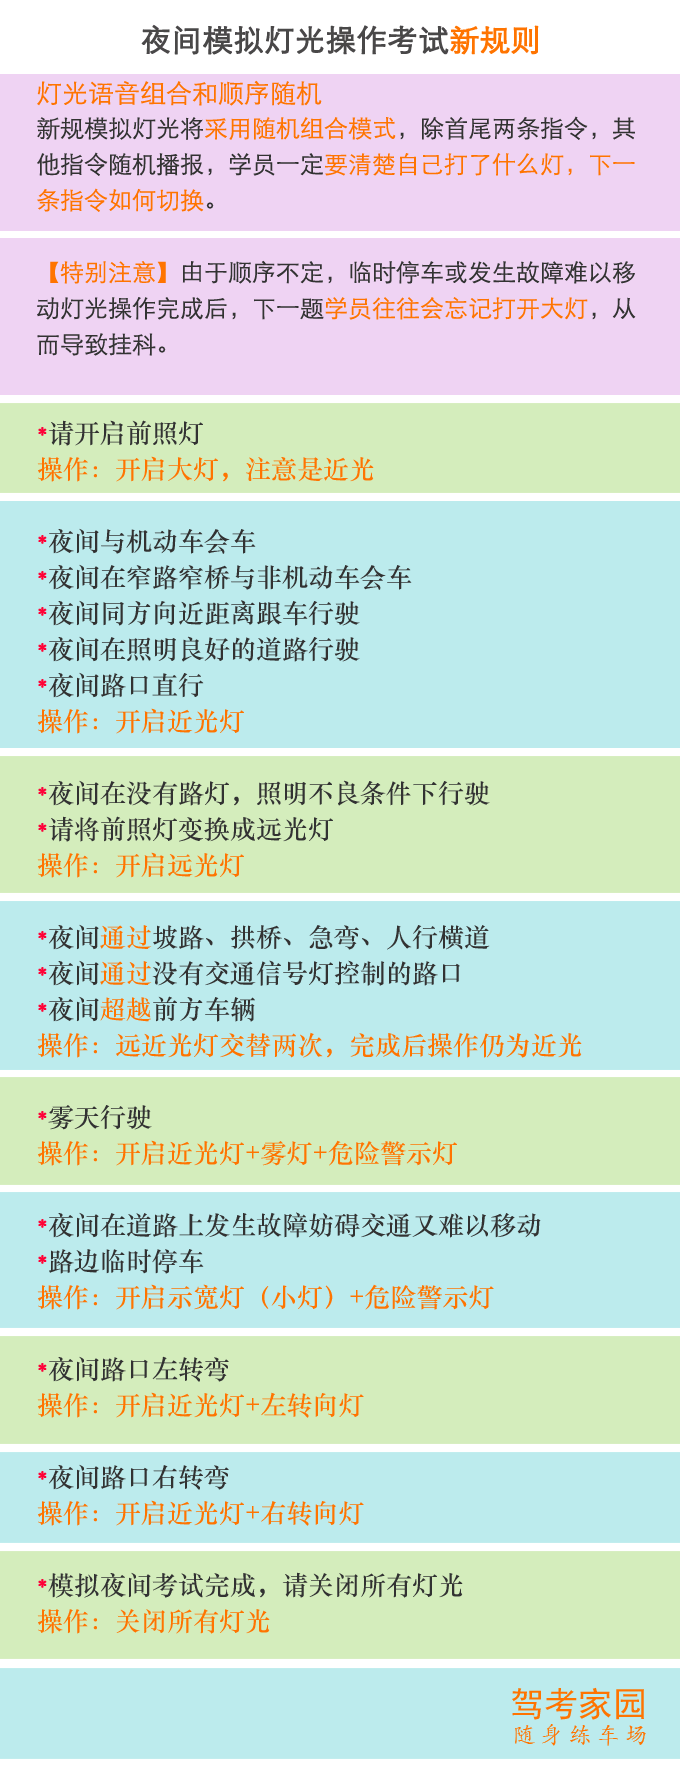 夜间模拟灯光操作考试新规则
灯光语音组合和顺序随机
新规模拟灯光将采用随机组合模式，除首尾两条指令，其
他指令随机播报，学员一定要清楚自己打了什么灯，下一
条指令如何切换。
【特别注意】由于顺序不定，临时停车或发生故障难以移
动灯光操作完成后，下一题学员往往会忘记打开大灯，从
而导致挂科。
*请开启前照灯
操作：开启大灯，注意是近光
*夜间与机动车会车
*夜间在窄路窄桥与非机动车会车
*夜间同方向近距离跟车行驶
*夜间在照明良好的道路行驶
*夜间路口直行
操作：开启近光灯
*夜间在没有路灯，照明不良条件下行驶
*请将前照灯变换成远光灯
操作：开启远光灯
*夜间通过坡路、拱桥、急弯、人行横道
*夜间通过没有交通信号灯控制的路口
*夜间超越前方车辆
操作：远近光灯交替两次，完成后操作仍为近光
*雾天行驶
操作：开启近光灯+雾灯+危险警示灯
*夜间在道路上发生故障妨碍交通又难以移动
*路边临时停车
操作：开启示宽灯（小灯）+危险警示灯
*夜间路口左转弯
操作：开启近光灯+左转向灯
*夜间路口右转弯
操作：开启近光灯+右转向灯
*模拟夜间考试完成，请关闭所有灯光
操作：关闭所有灯光
驾考家园
随身练车场